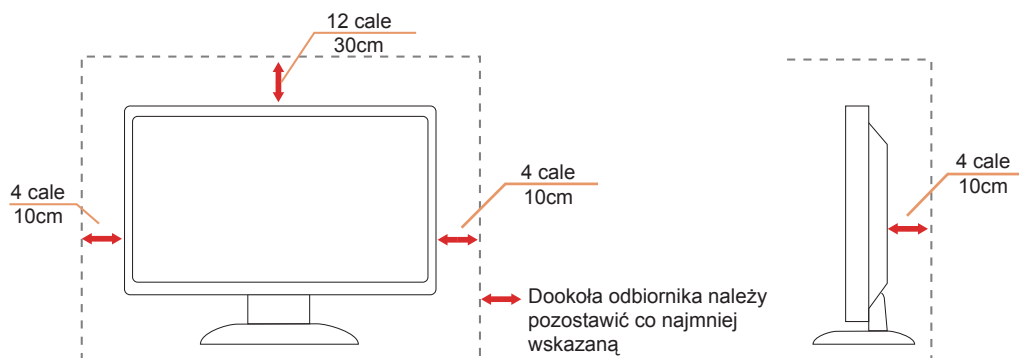 12 cale
30cm
4 cale
10cm
4 cale
10cm
4 cale
10cm
Dookoła odbiornika należy
pozostawić co najmniej
wskazaną